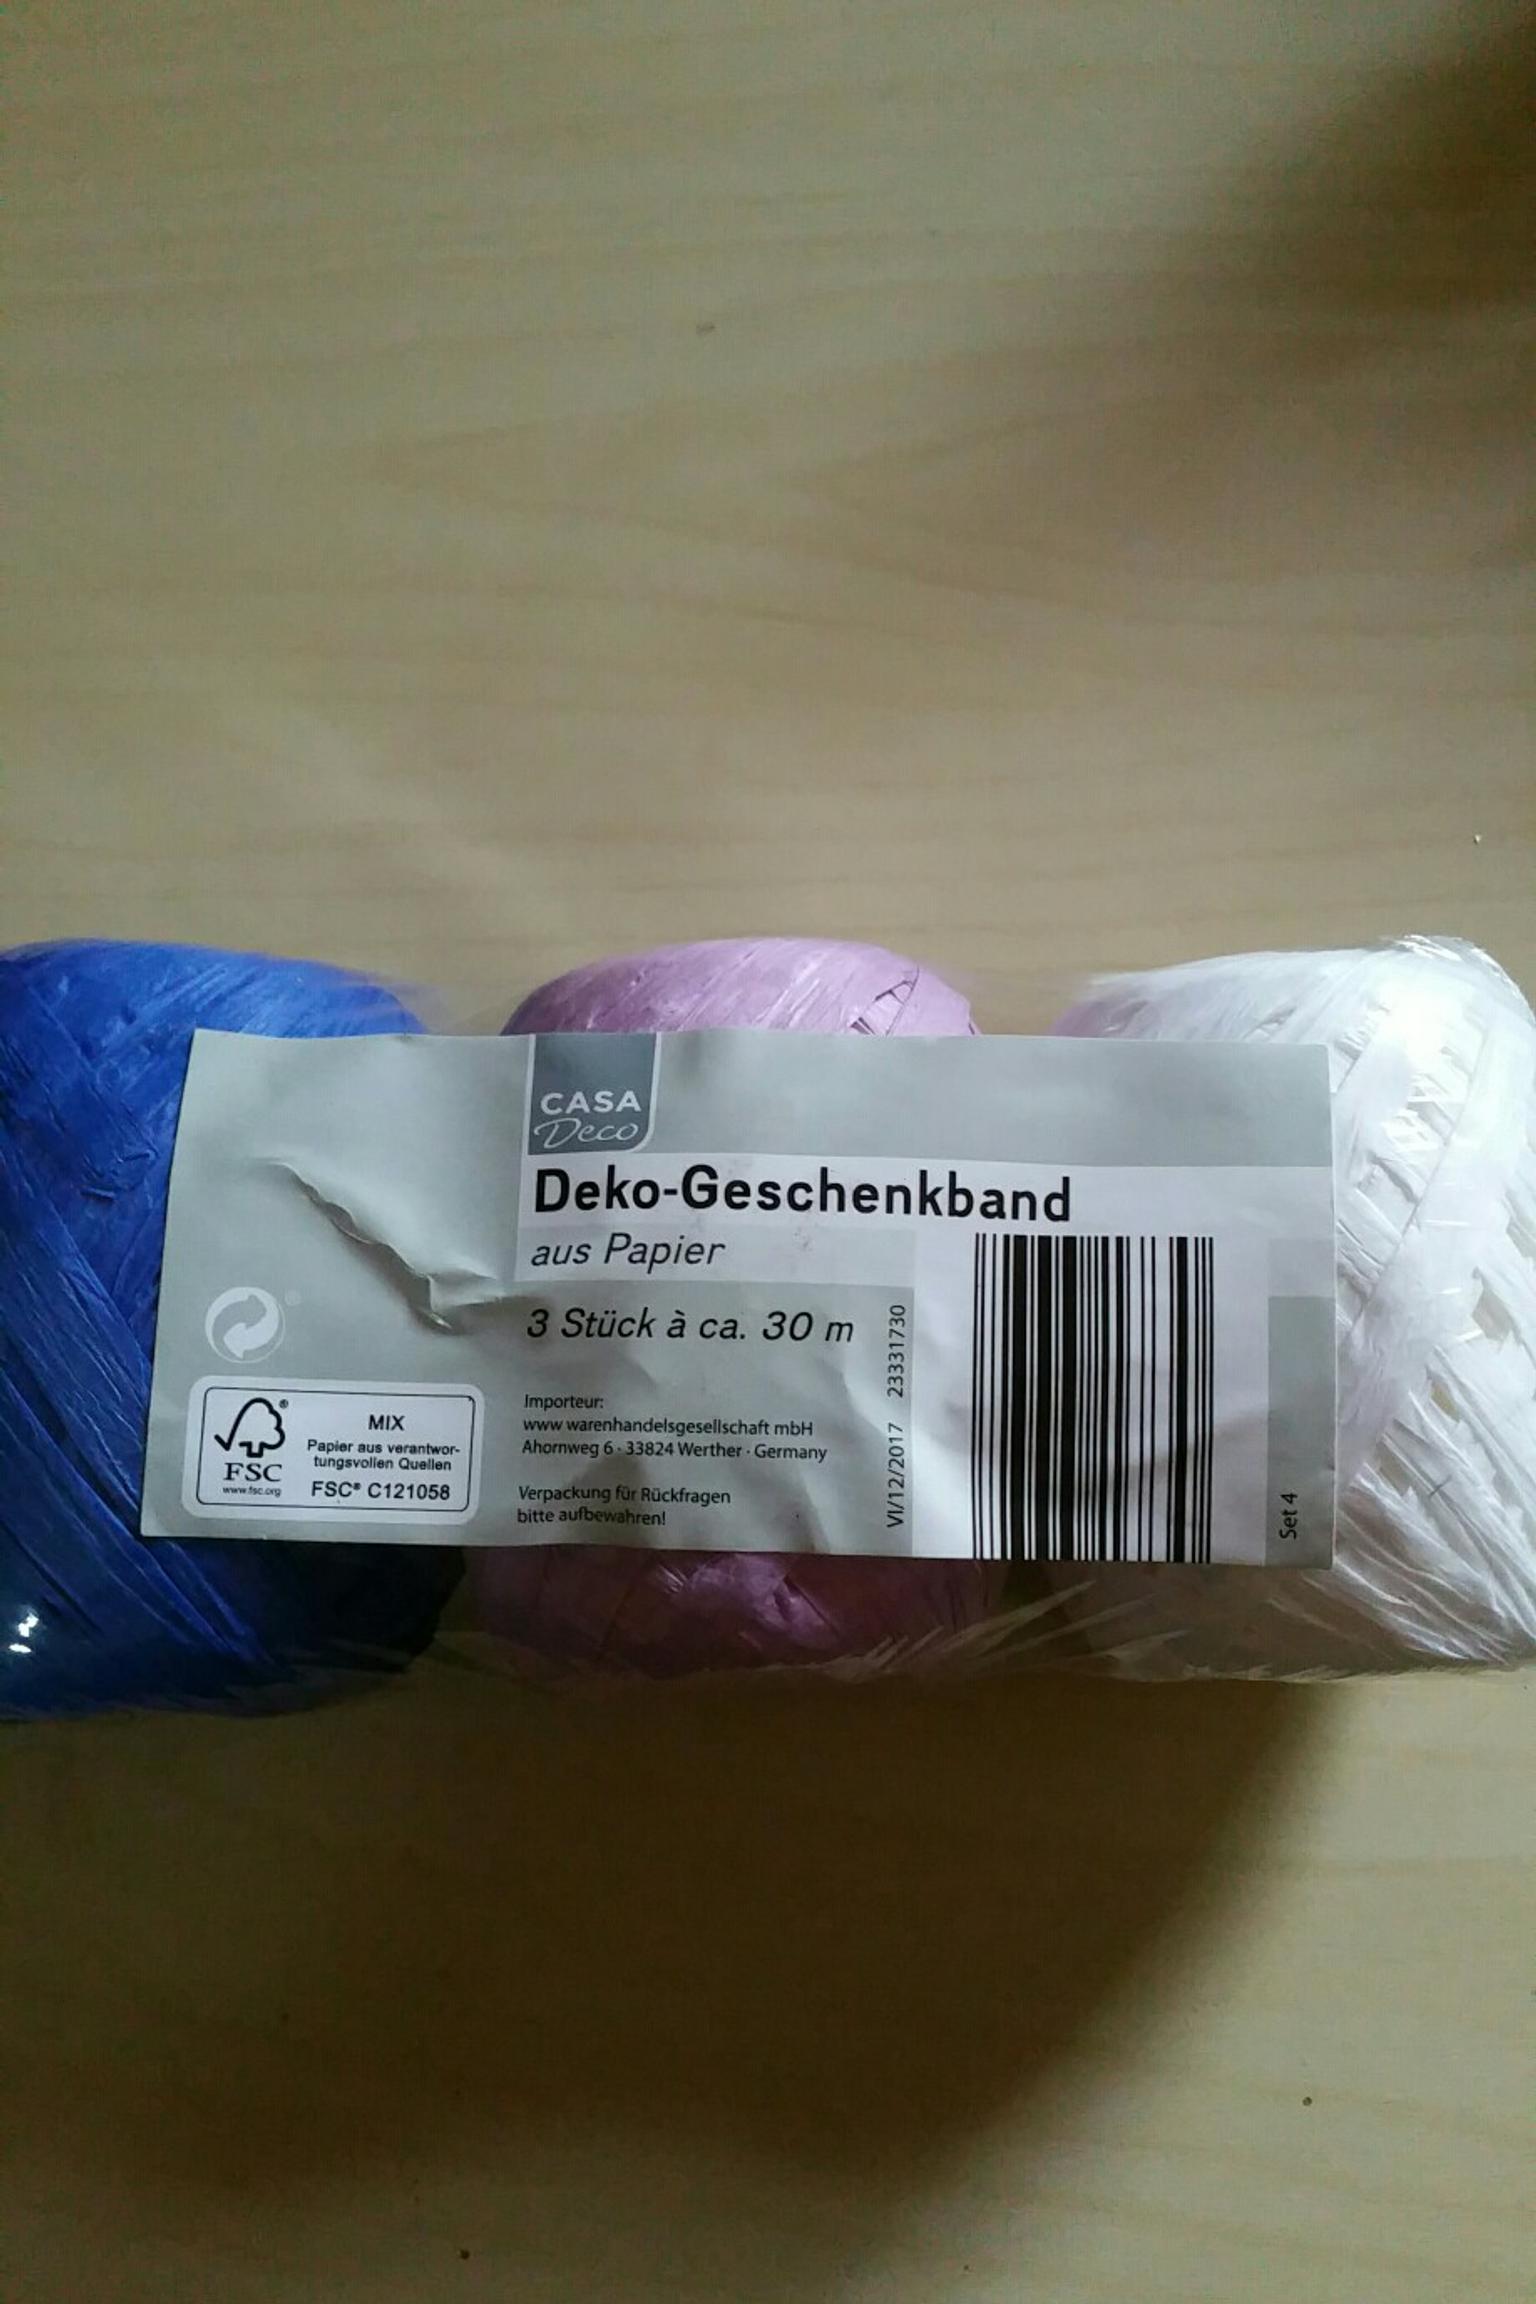 CASA
Deco
Deko-Geschenkband
aus Papier
3 Stück à ca. 30 m
Importeur:
www warenhandelsgesellschaft mbH
Ahornweg 6 · 33824 Werther · Germany
Verpackung für Rückfragen
bitte aufbewahren!
VI/12/2017 23331730
Set 4
®
FSC
www.fsc.org
MIX
Papier aus verantwor-
tungsvollen Quellen
FSC® C121058